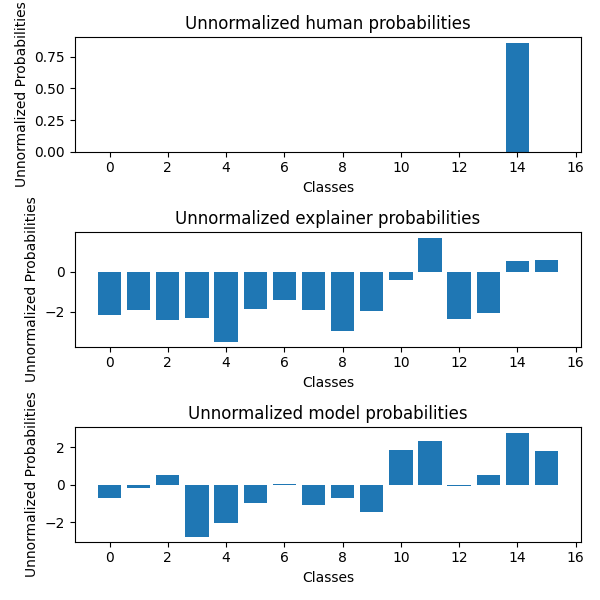 Unnormalized human probabilities
Unnormalized Probabilities
0.75
0.50
0.25
0.00
0 2 4 6 8 10 12 14 16
Classes
Unnormalized explainer probabilities
Unnormalized Probabilities
0
−2
0 2 4 6 8 10 12 14 16
Classes
Unnormalized model probabilities
Unnormalized Probabilities
2
0
−2
0 2 4 6 8 10 12 14 16
Classes